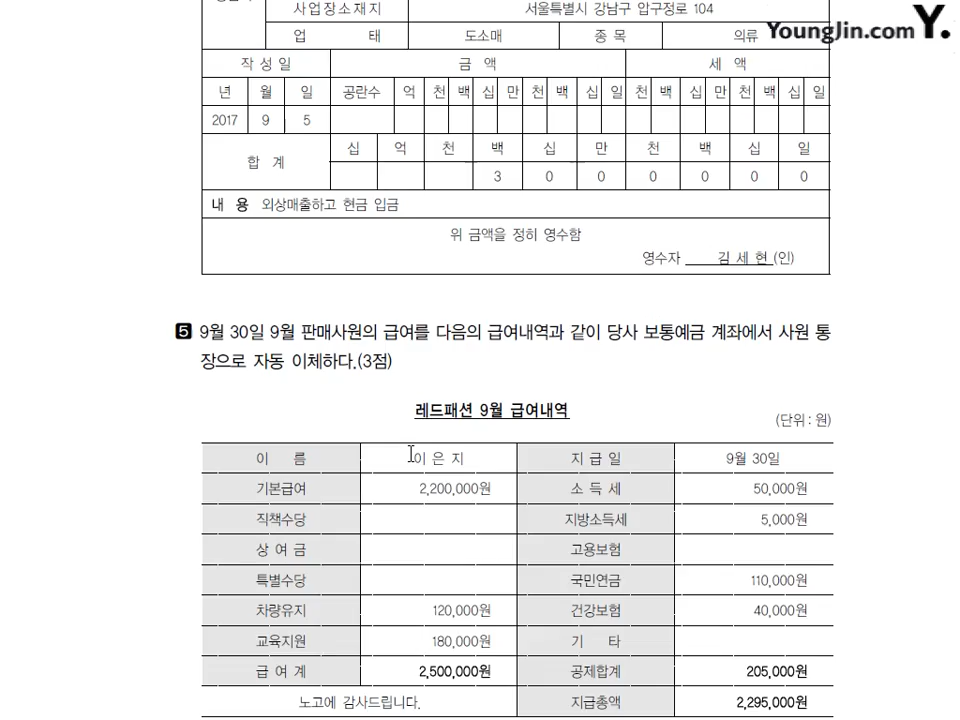 사업장소재지 서울특별시 강남구 압구정로 104
YoungJin.com Y.
업 태 도소매 종 목 의류
작 성 일 금 액 세 액
년 월 일 공란수 억 천 백 십 만 천 백 십 일 천 백 십 만 천 백 십 일
2017 9 5
합 계 십 억 천 백 십 만 천 백 십 일
3 0 0 0 0 0 0
내 용 외상매출하고 현금 입금
위 금액을 정히 영수함
영수자 김 세 현 (인)
5 9월 30일 9월 판매사원의 급여를 다음의 급여내역과 같이 당사 보통예금 계좌에서 사원 통
장으로 자동 이체하다.(3점)
레드패션 9월 급여내역
(단위 : 원)
이 름 이 은 지 지 급 일 9월 30일
기본급여 2,200,000원 소 득 세 50,000원
직책수당 지방소득세 5,000원
상 여 금 고용보험
특별수당 국민연금 110,000원
차량유지 120,000원 건강보험 40,000원
교육지원 180,000원 기 타
급 여 계 2,500,000원 공제합계 205,000원
노고에 감사드립니다. 지급총액 2,295,000원